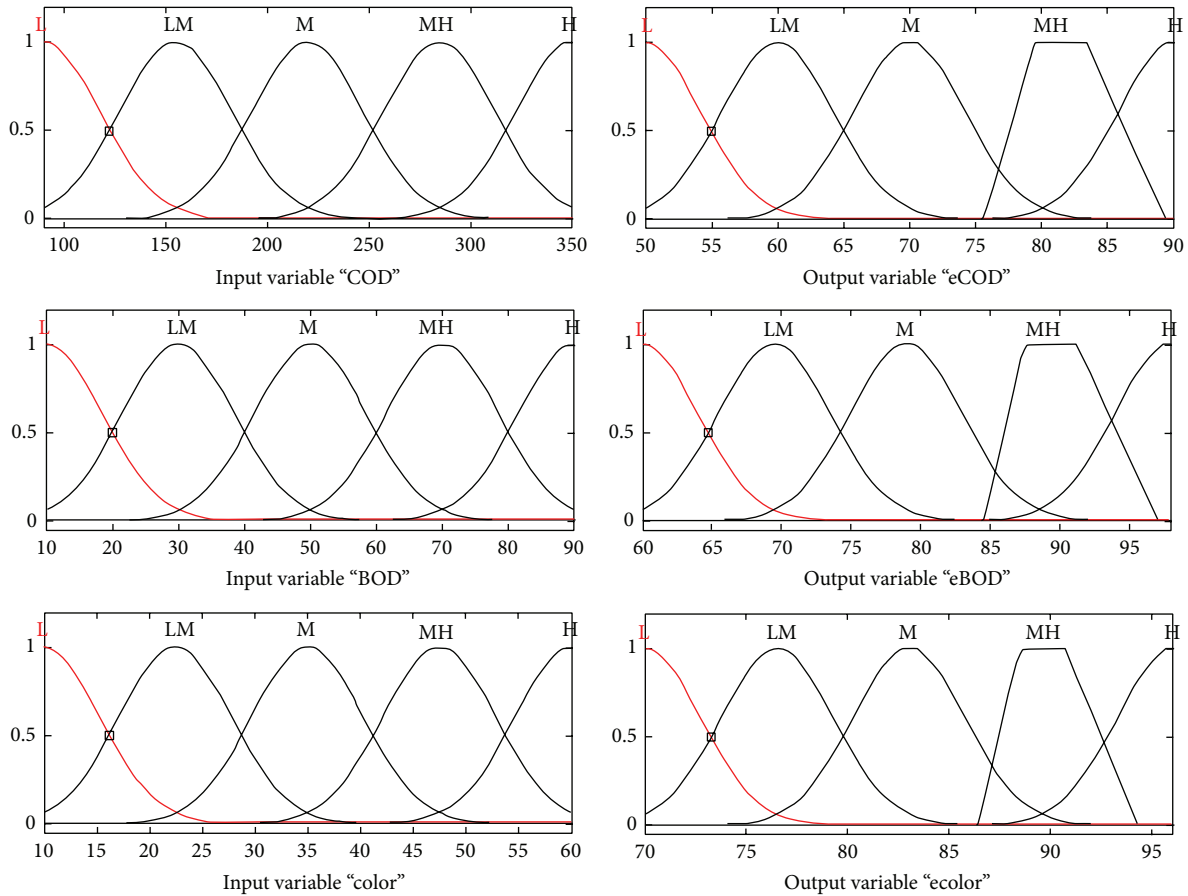 L LM M MH H
1
0.5
0
100 150 200 250 300 350
Input variable “COD”
L LM M MH H
1
0.5
0
50 55 60 65 70 75 80 85 90
Output variable “eCOD”
L LM M MH H
1
0.5
0
10 20 30 40 50 60 70 80 90
Input variable “BOD”
L LM M MH H
1
0.5
0
60 65 70 75 80 85 90 95
Output variable “eBOD”
L LM M MH H
1
0.5
0
10 15 20 25 30 35 40 45 50 55 60
Input variable “color”
L LM M MH H
1
0.5
0
70 75 80 85 90 95
Output variable “ecolor”